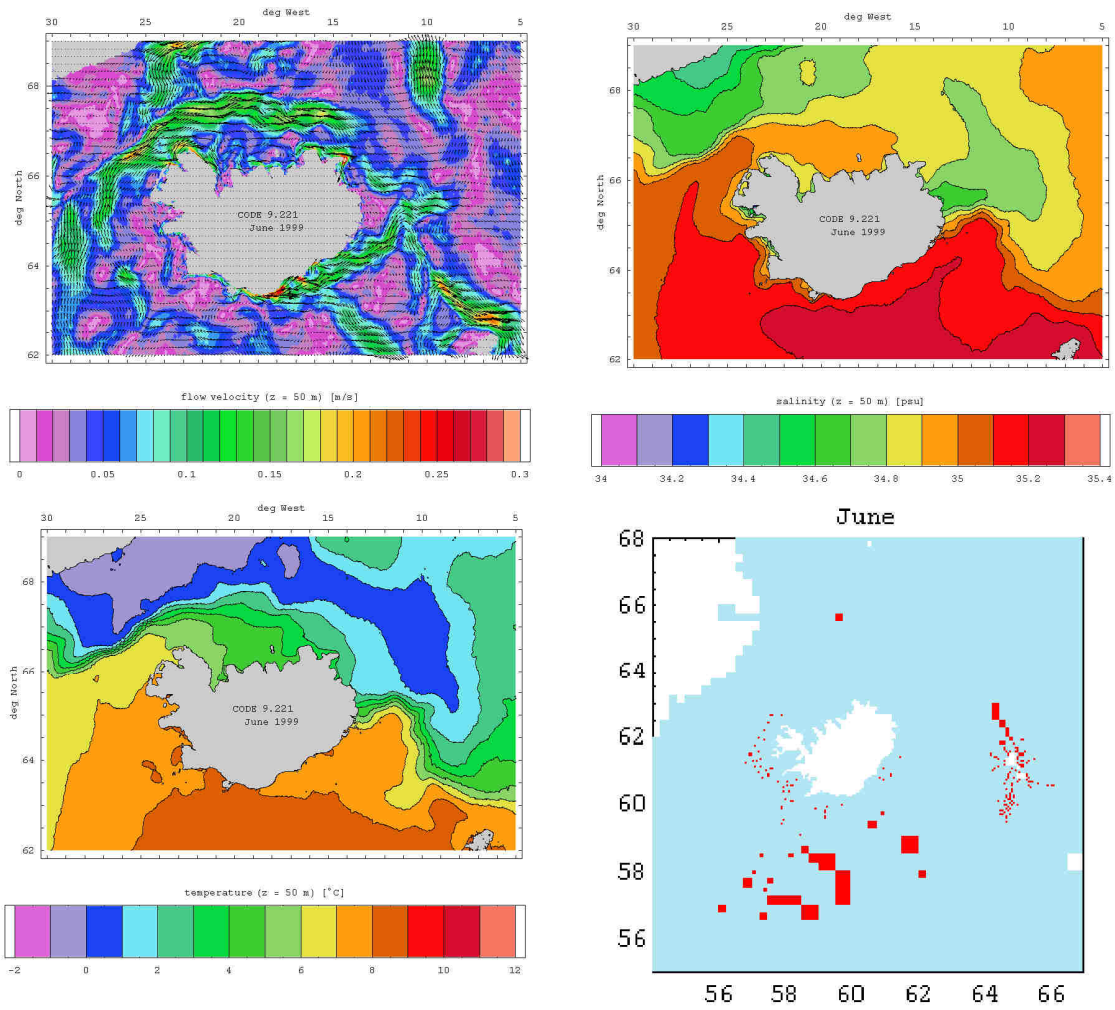 deg West
30 25 20 15 10 5
68
66
64
62
deg North
CODE 9.221
June 1999
flow velocity (z = 50 m) [m/s]
0 0.05 0.1 0.15 0.2 0.25 0.3
deg West
30 25 20 15 10 5
68
66
64
62
deg North
CODE 9.221
June 1999
salinity (z = 50 m) [psu]
34 34.2 34.4 34.6 34.8 35 35.2 35.4
deg West
30 25 20 15 10 5
68
66
64
62
deg North
CODE 9.221
June 1999
temperature (z = 50 m) [°C]
-2 0 2 4 6 8 10 12
June
68
66
64
62
60
58
56
56 58 60 62 64 66